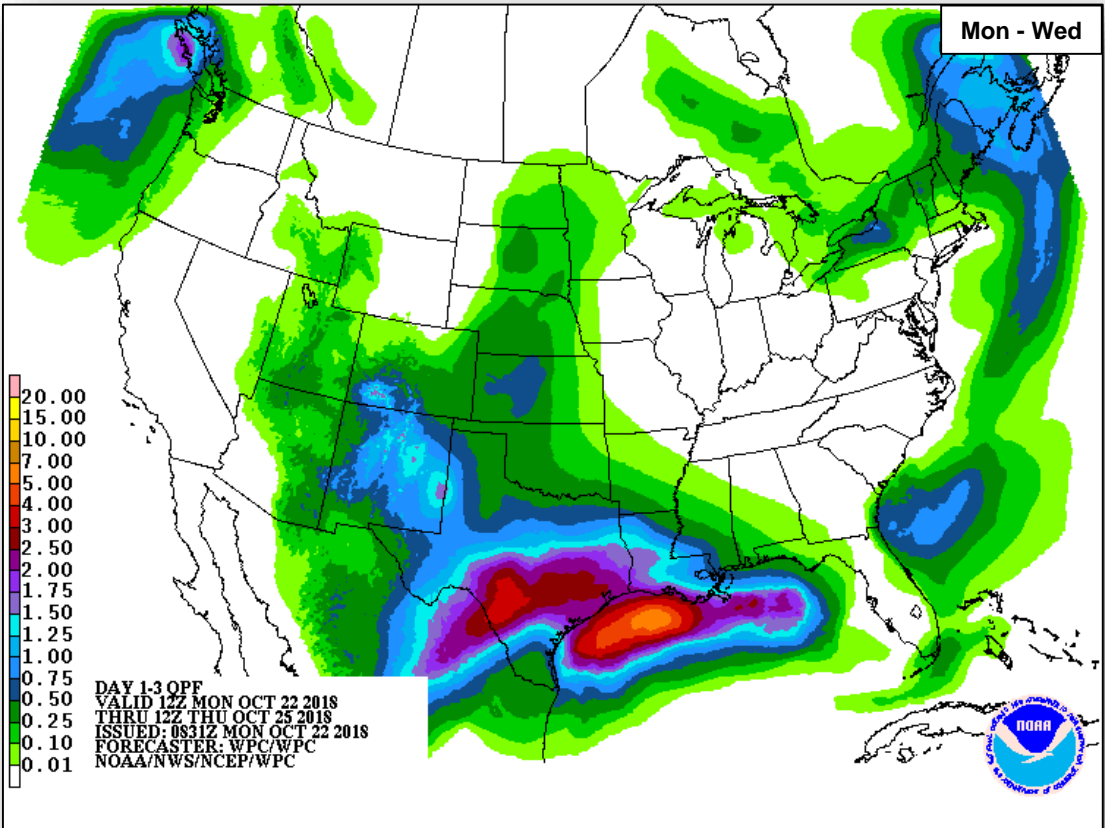 Mon - Wed
20.00
15.00
10.00
7.00
5.00
4.00
3.00
2.50
2.00
1.75
1.50
1.25
1.00
0.75
0.50
0.25
0.10
0.01
DAY 1-3 QPF
VALID 12Z MON OCT 22 2018
THRU 12Z THU OCT 25 2018
ISSUED: 0831Z MON OCT 22 2018
FORECASTER: WPC/WPC
NOAA/NWS/NCEP/WPC
NOAA